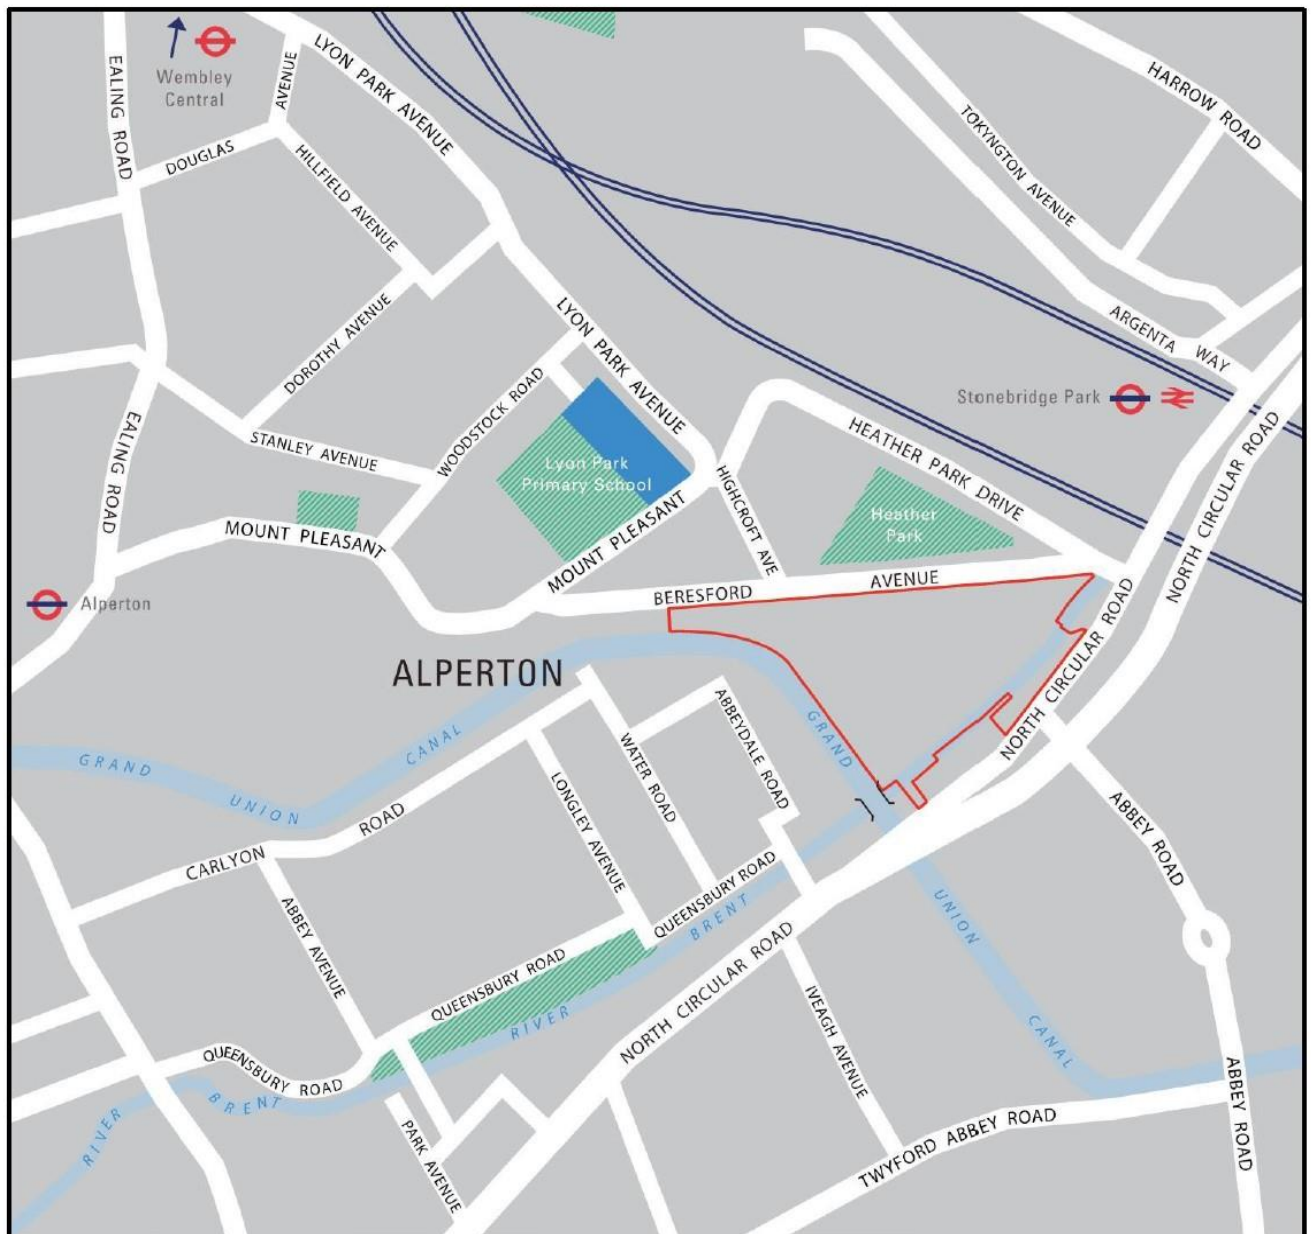 Wembley
Central
EALING ROAD
AVENUE
DOUGLAS
LYON PARK AVENUE
HILLFIELD AVENUE
HARROW ROAD
TOKYNGTON AVENUE
DOROTHY AVENUE
LYON PARK AVENUE
ARGENTA WAY
Stonebridge Park
WOODSTOCK ROAD
STANLEY AVENUE
EALING ROAD
Lyon Park
Primary School
HIGHCROFT AVE
HEATHER PARK DRIVE
Heather
Park
NORTH CIRCULAR ROAD
MOUNT PLEASANT
MOUNT PLEASANT
BERESFORD AVENUE
Alperton
ALPERTON
NORTH CIRCULAR ROAD
GRAND UNION CANAL
GRAND UNION CANAL
WATER ROAD
ABBEYDALE ROAD
LONGLEY AVENUE
CARLYON ROAD
ABBEY ROAD
ABBEY AVENUE
QUEENSBURY ROAD
QUEENSBURY ROAD
RIVER BRENT
NORTH CIRCULAR ROAD
IVEAGH AVENUE
QUEENSBURY ROAD
RIVER BRENT
PARK AVENUE
TWYFORD ABBEY ROAD
ABBEY ROAD